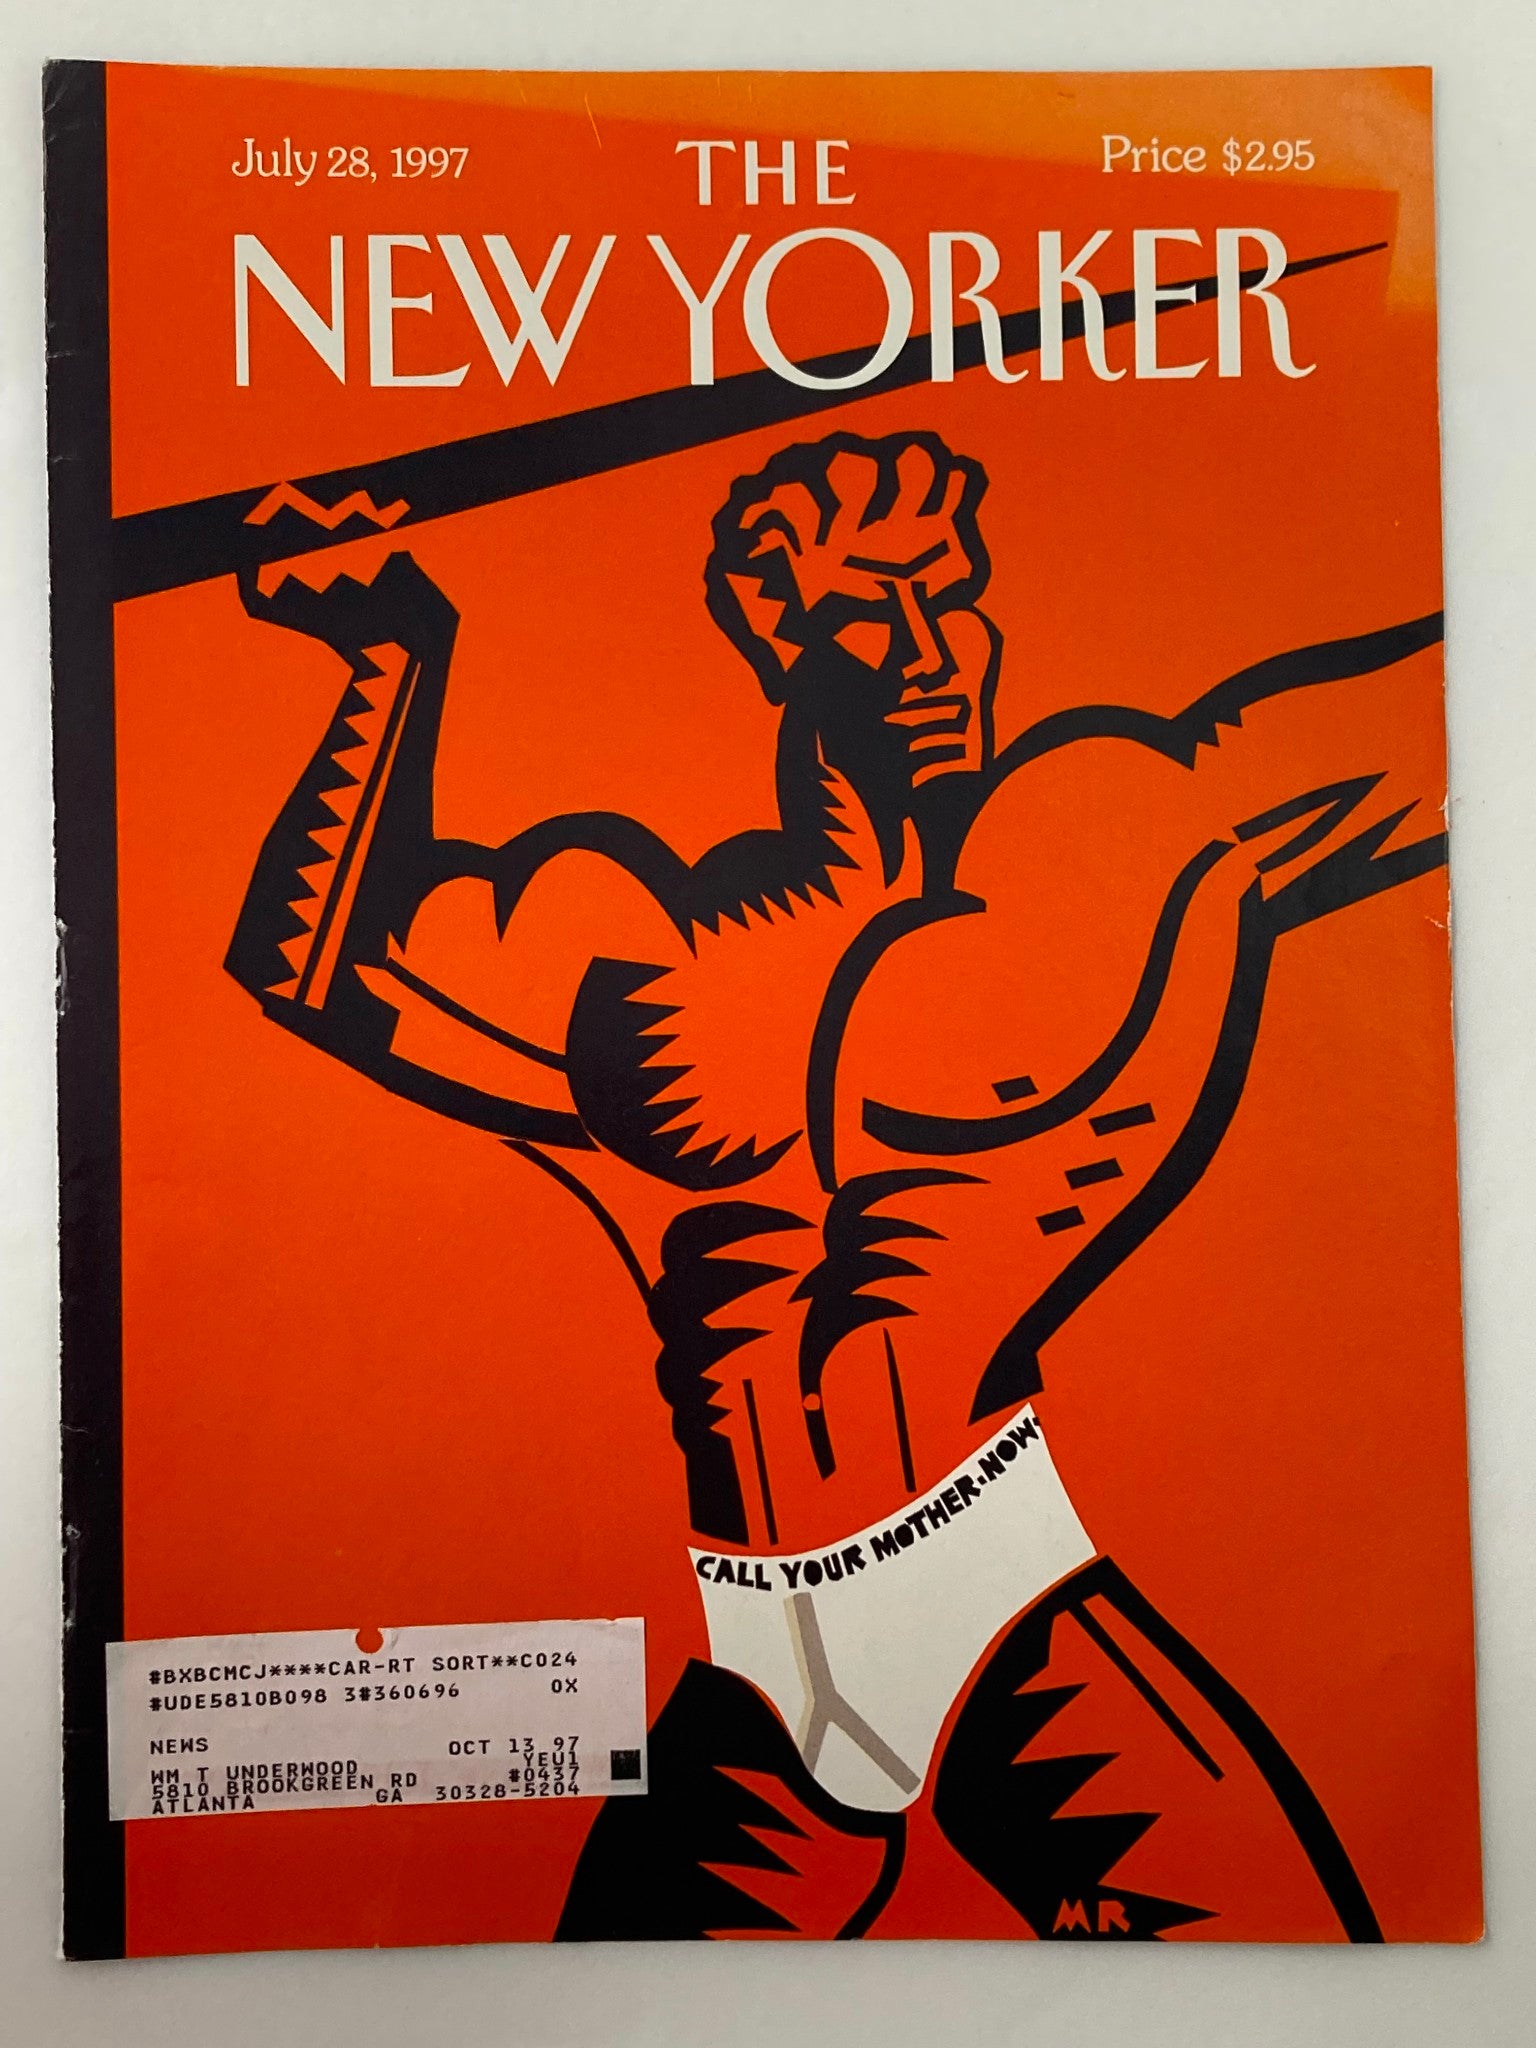 July 28, 1997
THE
Price $2.95
NEW YORKER
CALL YOUR MOTHER. NOW.
#BXBCMCJ****CAR-RT SORT**C024
#UDE5810B098 3#360696 0X
NEWS OCT 13 97
YEU1
WM T UNDERWOOD #0437
5810 BROOKGREEN RD
ATLANTA GA 30328-5204
MR